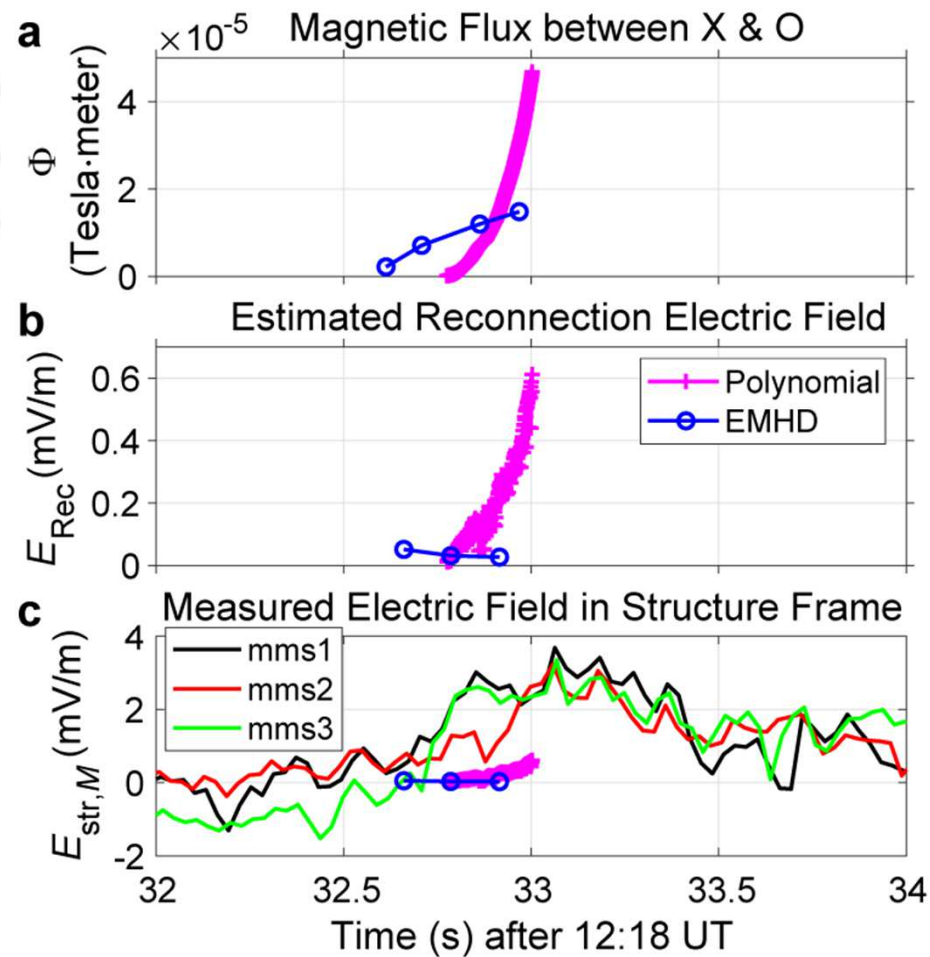 a
×10⁻⁵
Magnetic Flux between X & O
Φ
(Tesla·meter)
4
2
0
b
Estimated Reconnection Electric Field
E_Rec (mV/m)
0.6
0.4
0.2
0
Polynomial
EMHD
c
Measured Electric Field in Structure Frame
E_str,M (mV/m)
4
2
0
-2
mms1
mms2
mms3
32
32.5
33
33.5
34
Time (s) after 12:18 UT